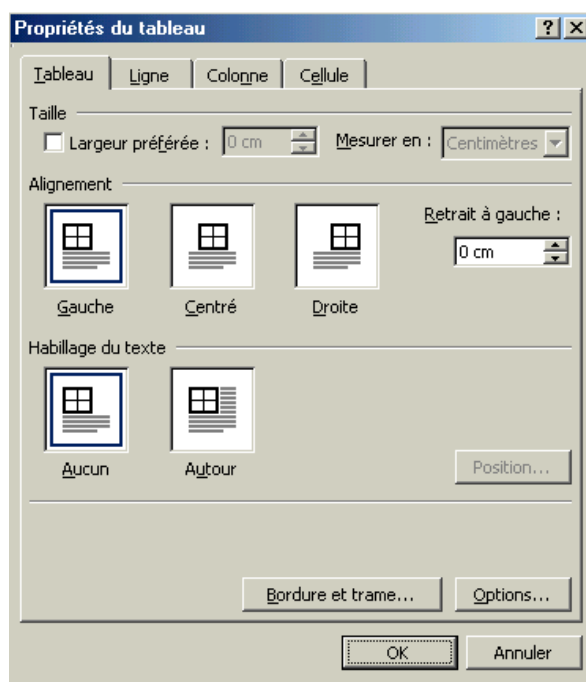 Propriétés du tableau
Tableau Ligne Colonne Cellule
Taille
Largeur préférée : 0 cm Mesurer en : Centimètres
Alignement
Retrait à gauche :
0 cm
Gauche Centré Droite
Habillage du texte
Aucun Autour Position...
Bordure et trame... Options...
OK Annuler